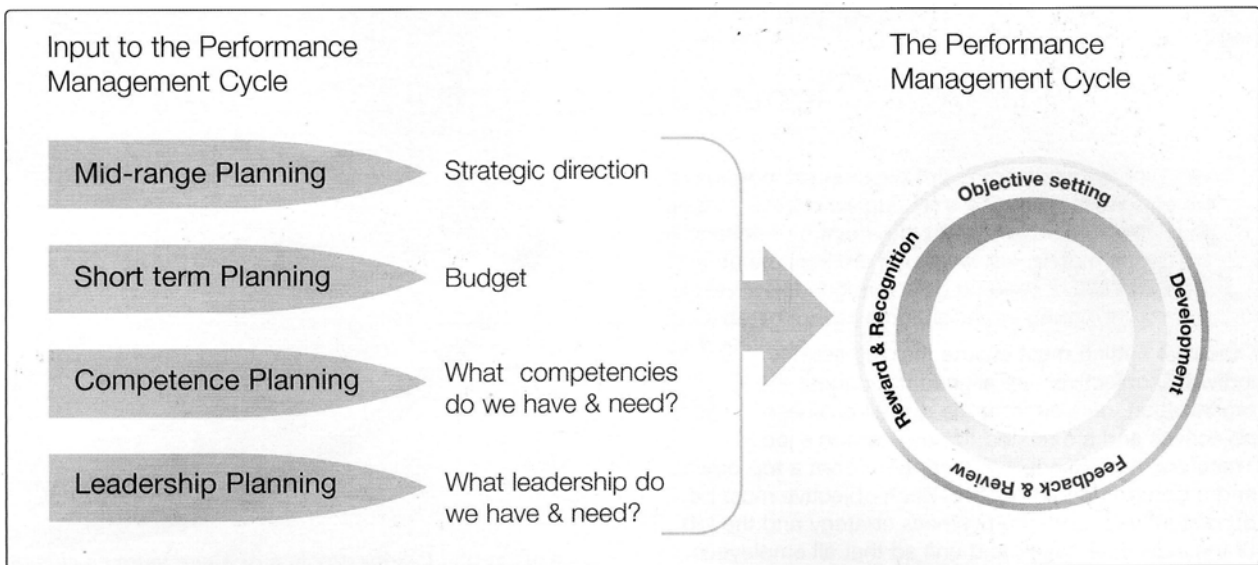 Input to the Performance
Management Cycle
Mid-range Planning
Strategic direction
Short term Planning
Budget
Competence Planning
What competencies
do we have & need?
Leadership Planning
What leadership do
we have & need?
The Performance
Management Cycle
Objective setting
Development
Feedback & Review
Reward & Recognition